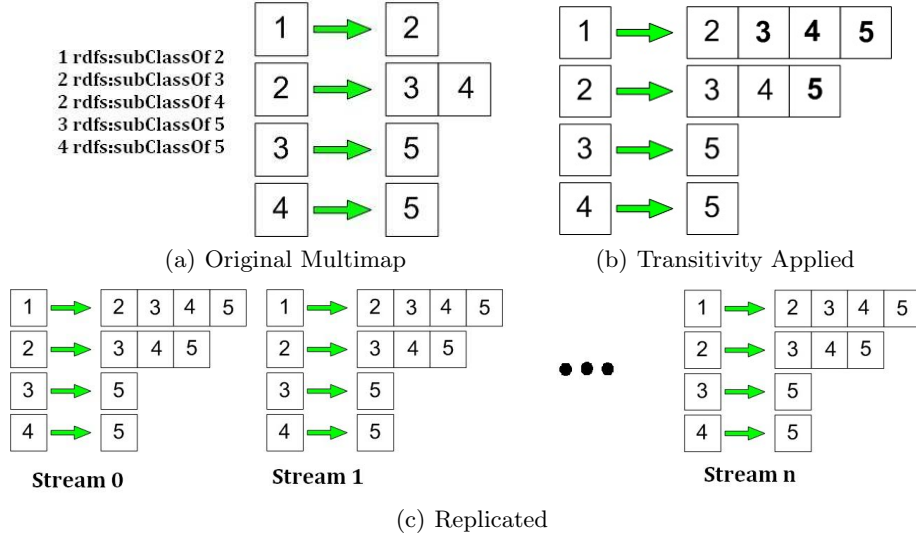 1 rdfs:subClassOf 2
2 rdfs:subClassOf 3
2 rdfs:subClassOf 4
3 rdfs:subClassOf 5
4 rdfs:subClassOf 5
1 2
2 3 4
3 5
4 5
(a) Original Multimap
1 2 3 4 5
2 3 4 5
3 5
4 5
(b) Transitivity Applied
1 2 3 4 5
2 3 4 5
3 5
4 5
Stream 0
1 2 3 4 5
2 3 4 5
3 5
4 5
Stream 1
1 2 3 4 5
2 3 4 5
3 5
4 5
Stream n
(c) Replicated